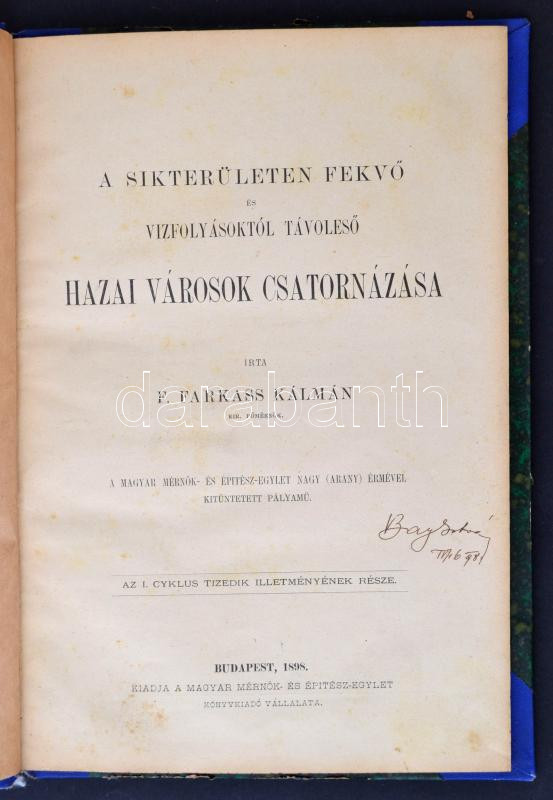 A SIKTERÜLETEN FEKVŐ
ÉS
VIZFOLYÁSOKTÓL TÁVOLESŐ
HAZAI VÁROSOK CSATORNÁZÁSA
IRTA
F. FARKASS KÁLMÁN
KIR. FŐMÉRNÖK.
darabanth
A MAGYAR MÉRNÖK- ÉS ÉPITÉSZ-EGYLET NAGY (ARANY) ÉRMÉVEL
KITÜNTETETT PÁLYAMŰ.
AZ I. CYKLUS TIZEDIK ILLETMÉNYÉNEK RÉSZE.
BUDAPEST, 1898.
KIADJA A MAGYAR MÉRNÖK- ÉS ÉPITÉSZ-EGYLET
KÖNYVKIADÓ VÁLLALATA.